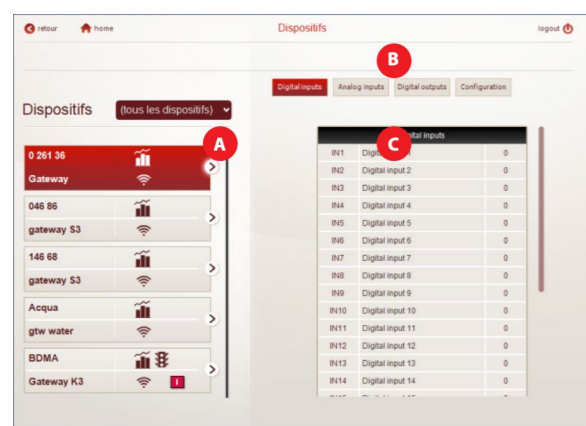 retour home Dispositifs logout
B
Digital inputs Analog inputs Digital outputs Configuration
Dispositifs (tous les dispositifs)
A
0 261 36
Gateway
046 86
gateway S3
146 68
gateway S3
Acqua
gtw water
BDMA
Gateway K3 I
C inputs
IN1 0
IN2 Digital input 2 0
IN3 Digital input 3 0
IN4 Digital input 4 0
IN5 Digital input 5 0
IN6 Digital input 6 0
IN7 Digital input 7 0
IN8 Digital input 8 0
IN9 Digital input 9 0
IN10 Digital input 10 0
IN11 Digital input 11 0
IN12 Digital input 12 0
IN13 Digital input 13 0
IN14 Digital input 14 0